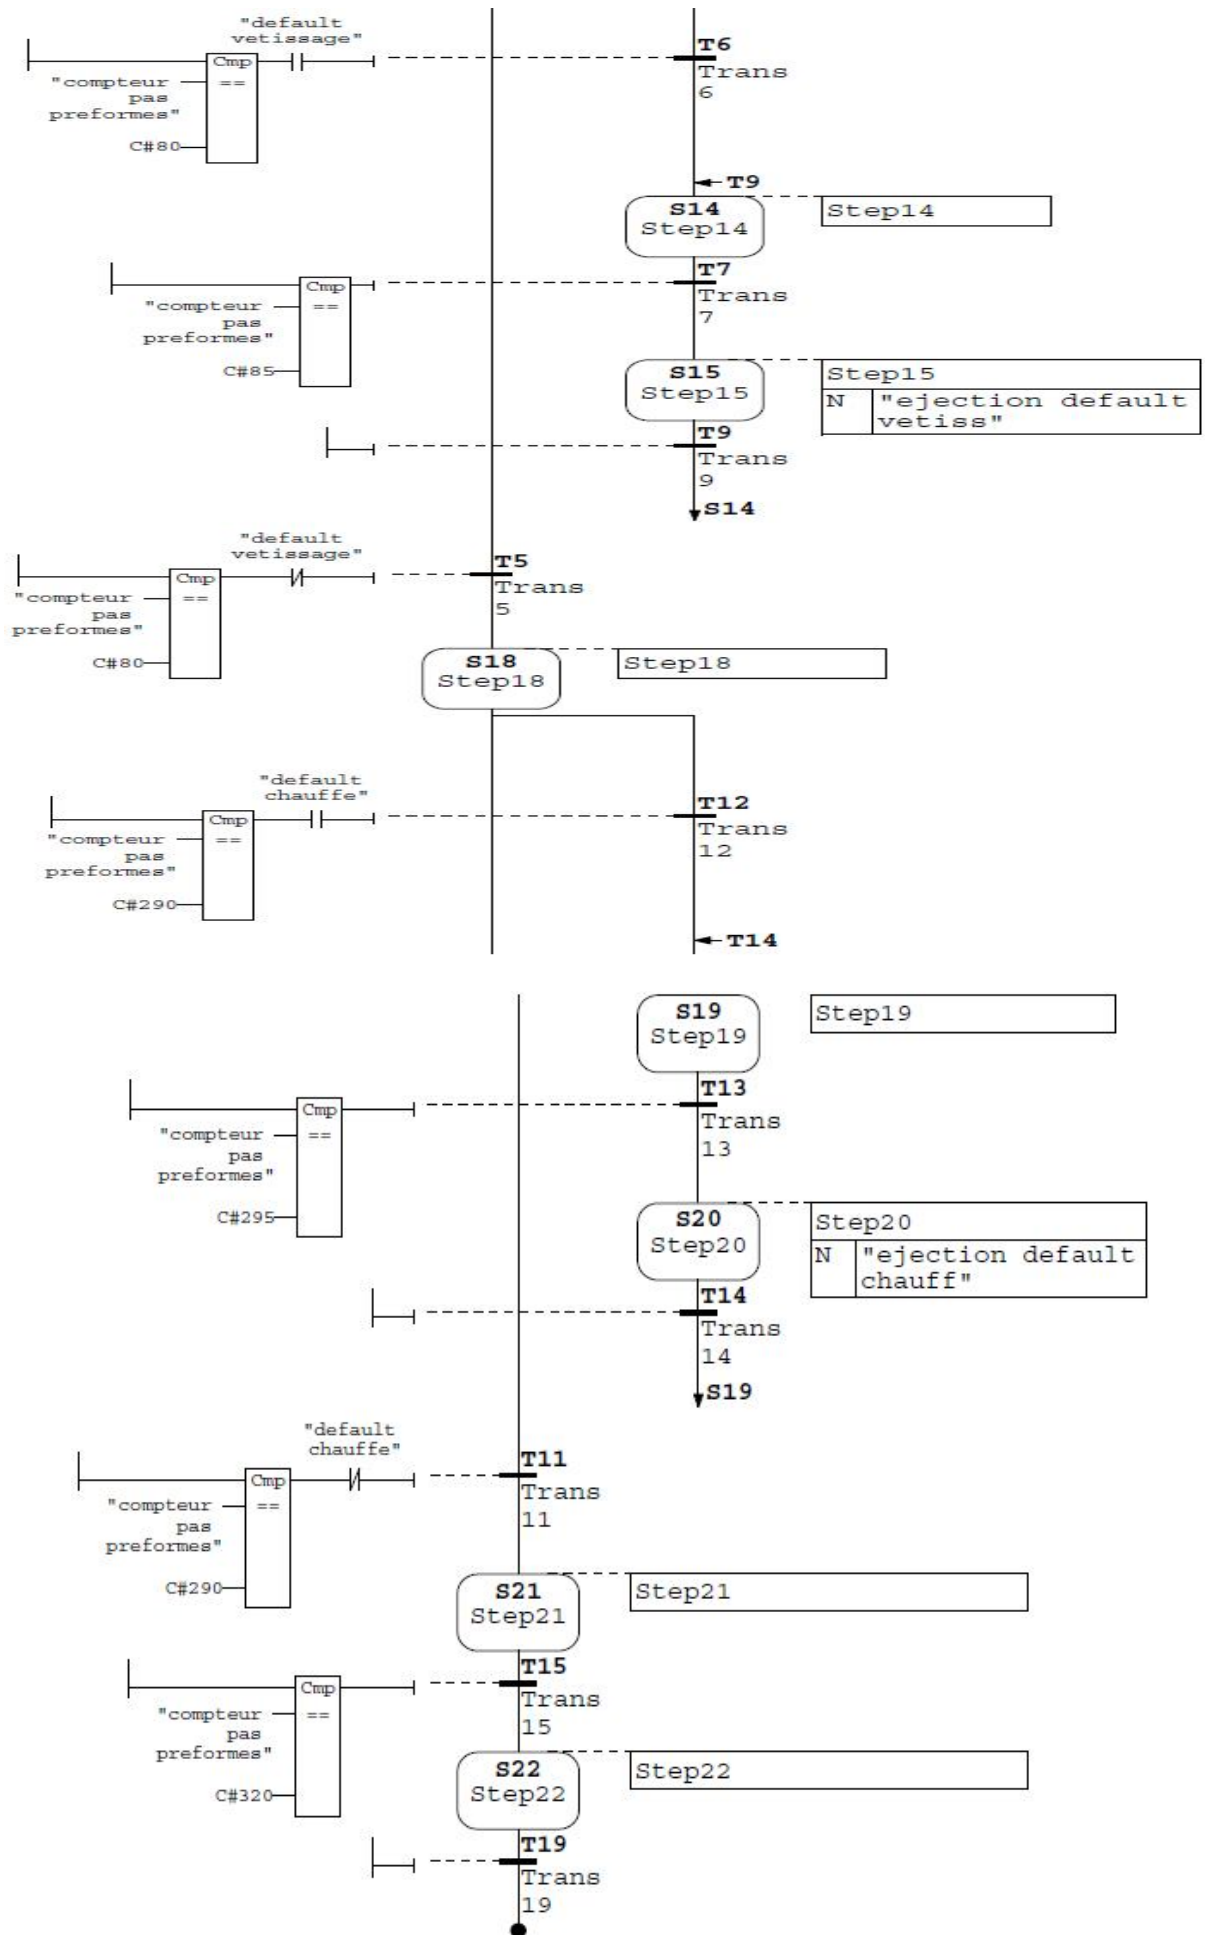 "default
vetissage"
T6
Cmp
Trans
"compteur
==
pas
6
preformes"
C#80
T9
S14
Step14
Step14
T7
Cmp
Trans
"compteur
==
7
pas
preformes"
C#85
S15
Step15
Step15
N "ejection default
vetiss"
T9
Trans
9
S14
"default
vetissage"
T5
Cmp
Trans
"compteur
==
5
pas
preformes"
C#80
S18
Step18
Step18
"default
chauffe"
T12
Cmp
Trans
"compteur
==
12
pas
preformes"
C#290
T14
S19
Step19
Step19
T13
Cmp
Trans
"compteur
==
13
pas
preformes"
C#295
S20
Step20
Step20
N "ejection default
chauff"
T14
Trans
14
S19
"default
chauffe"
T11
Cmp
Trans
"compteur
==
11
pas
preformes"
C#290
S21
Step21
Step21
T15
Cmp
Trans
"compteur
==
15
pas
preformes"
C#320
S22
Step22
Step22
T19
Trans
19